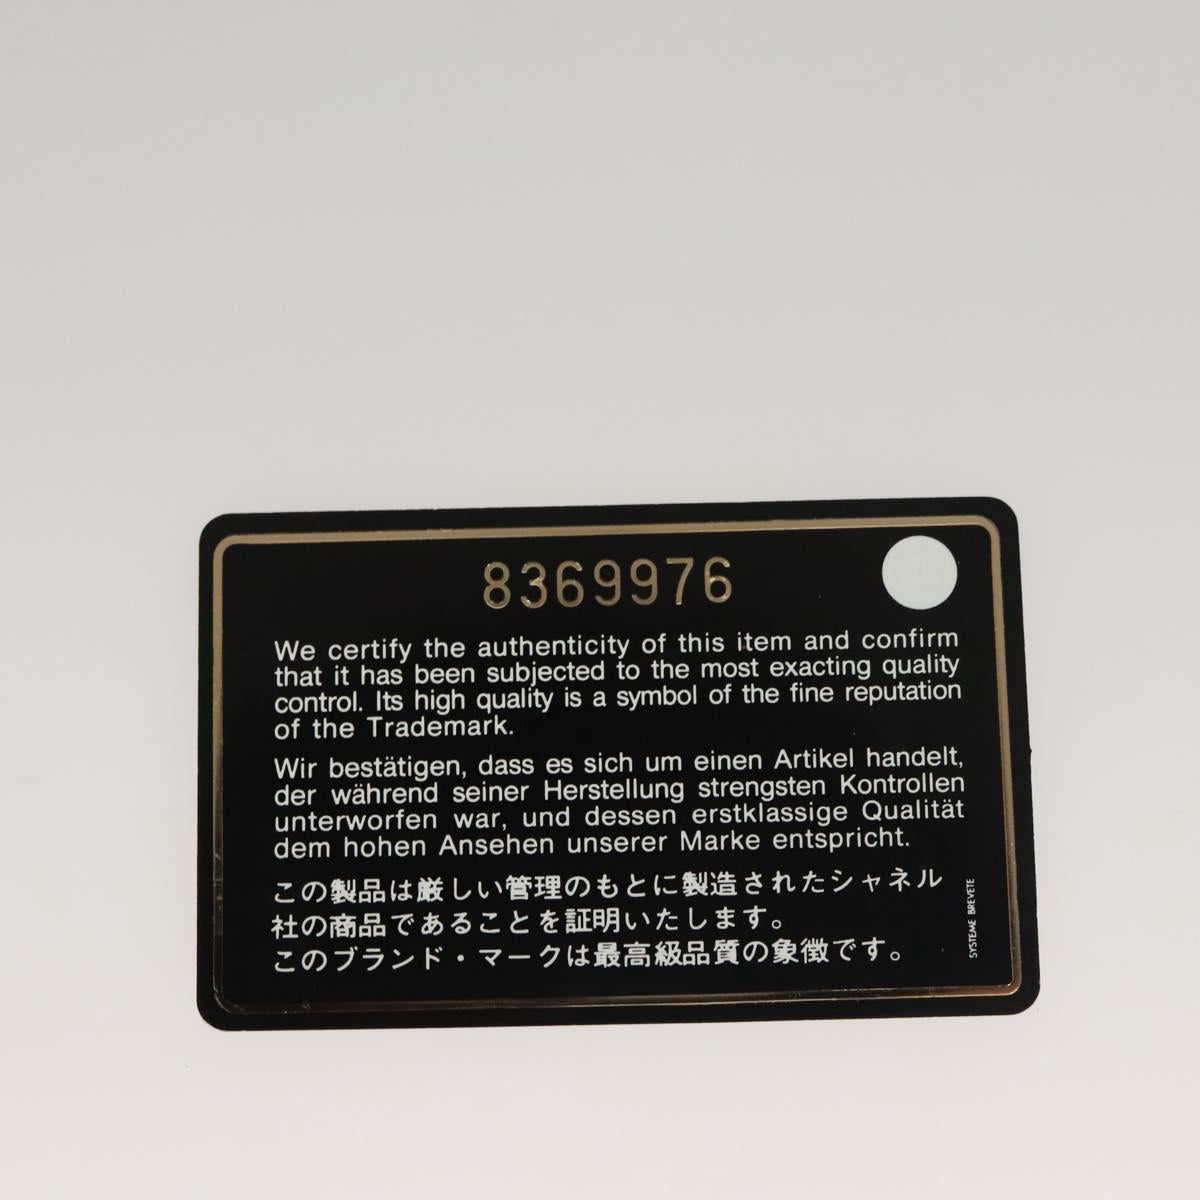 8369976
We certify the authenticity of this item and confirm
that it has been subjected to the most exacting quality
control. Its high quality is a symbol of the fine reputation
of the Trademark.
Wir bestätigen, dass es sich um einen Artikel handelt,
der während seiner Herstellung strengsten Kontrollen
unterworfen war, und dessen erstklassige Qualität
dem hohen Ansehen unserer Marke entspricht.
この製品は厳しい管理のもとに製造されたシャネル
社の商品であることを証明いたします。
このブランド・マークは最高級品質の象徴です。
SYSTEME BREVETE